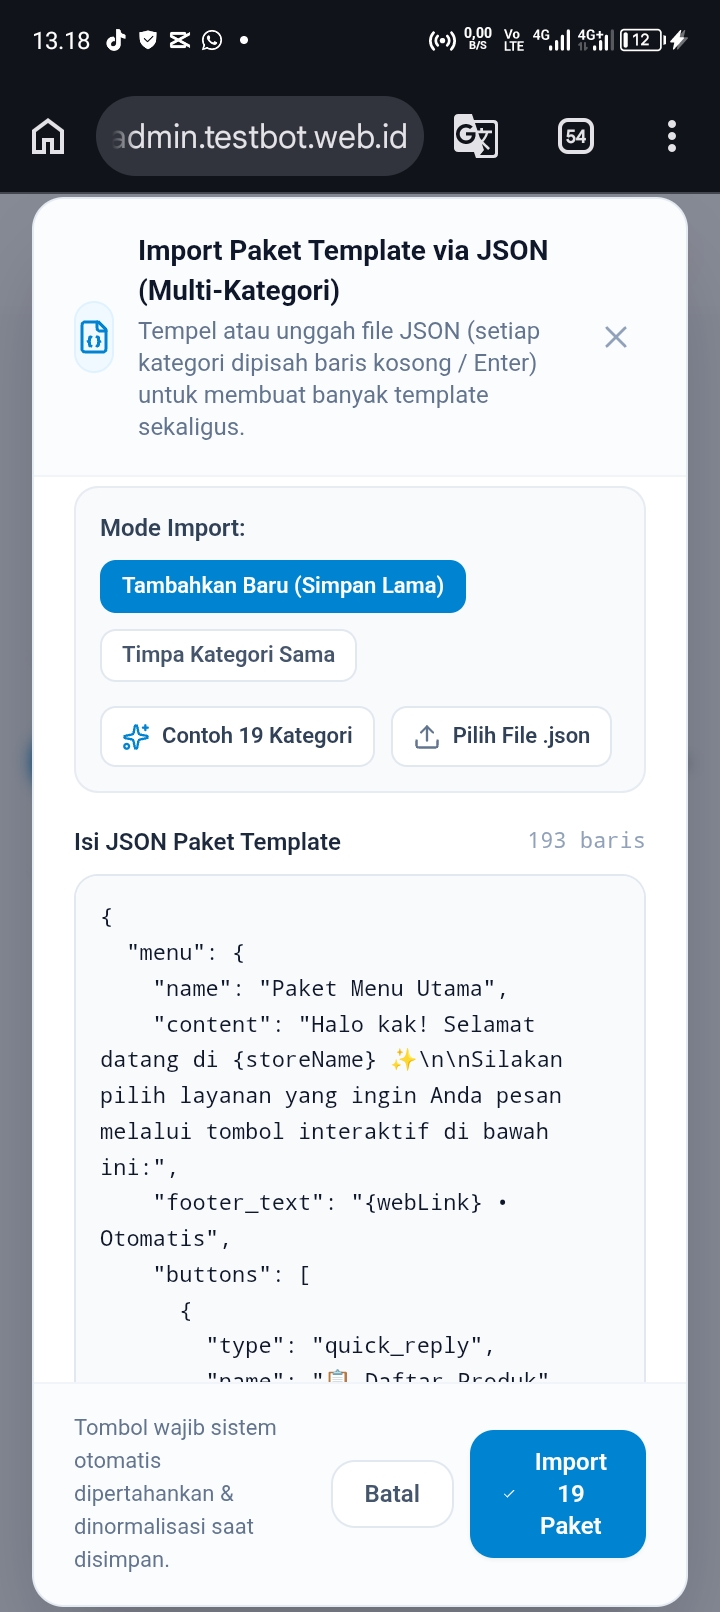 13.18
0,00 B/S
Vo LTE
4G
4G+
12
admin.testbot.web.id
54
Import Paket Template via JSON
(Multi-Kategori)
Tempel atau unggah file JSON (setiap
kategori dipisah baris kosong / Enter)
untuk membuat banyak template
sekaligus.
Mode Import:
Tambahkan Baru (Simpan Lama)
Timpa Kategori Sama
Contoh 19 Kategori
Pilih File .json
Isi JSON Paket Template
193 baris
{
"menu": {
"name": "Paket Menu Utama",
"content": "Halo kak! Selamat
datang di {storeName} ✨\n\nSilakan
pilih layanan yang ingin Anda pesan
melalui tombol interaktif di bawah
ini:",
"footer_text": "{webLink} •
Otomatis",
"buttons": [
{
"type": "quick_reply",
"name": "📋 Daftar Produk"
Tombol wajib sistem
otomatis
dipertahankan &
dinormalisasi saat
disimpan.
Batal
Import
19
Paket